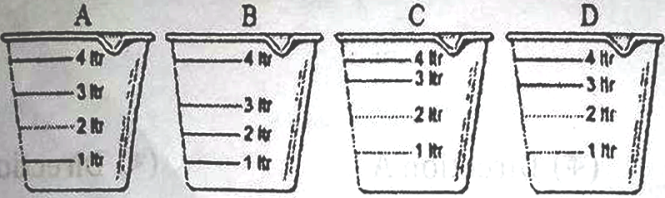 A B C D
4 ltr 4 ltr 4 ltr 4 ltr
3 ltr 3 ltr 3 ltr 3 ltr
2 ltr 2 ltr 2 ltr 2 ltr
1 ltr 1 ltr 1 ltr 1 ltr